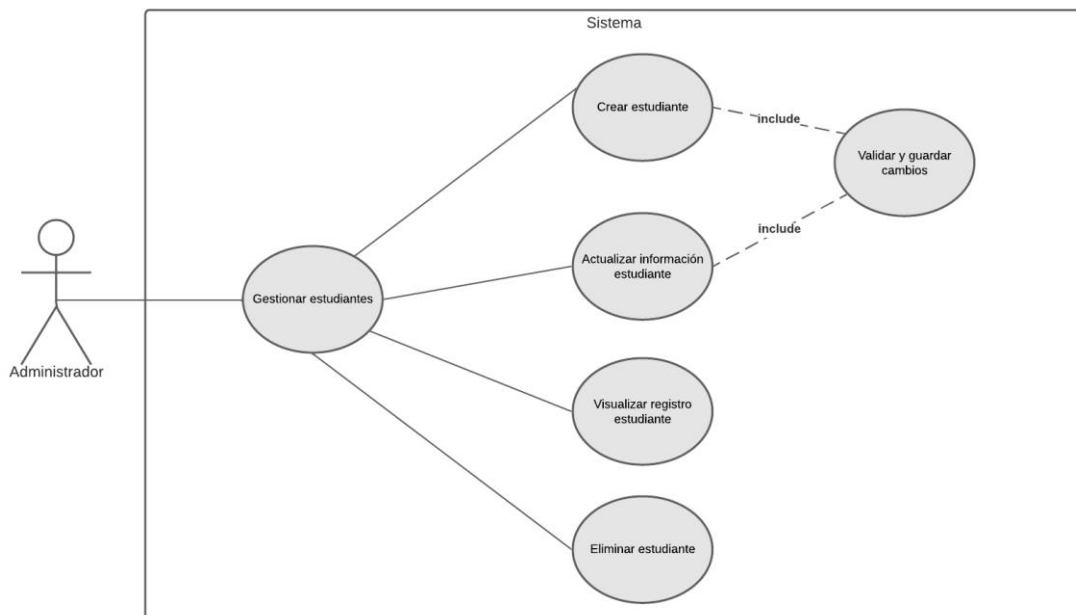 Sistema
Crear estudiante
include
Validar y guardar
cambios
include
Actualizar información
estudiante
Gestionar estudiantes
Administrador
Visualizar registro
estudiante
Eliminar estudiante